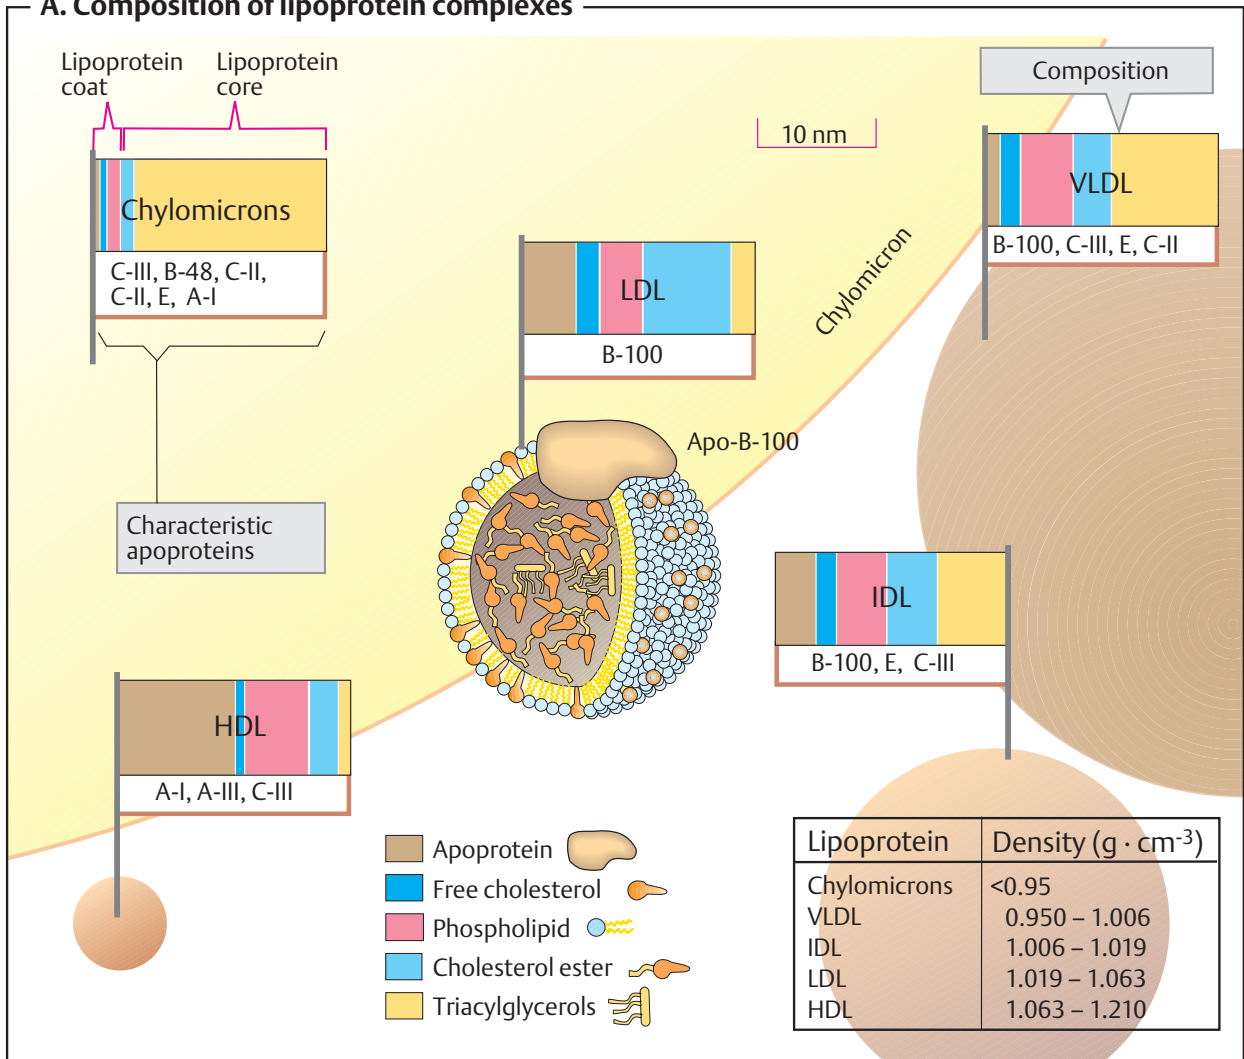 A. Composition of lipoprotein complexes
Lipoprotein
coat
Lipoprotein
core
Composition
10 nm
Chylomicrons
C-III, B-48, C-II,
C-II, E, A-I
VLDL
B-100, C-III, E, C-II
LDL
B-100
Chylomicron
Apo-B-100
Characteristic
apoproteins
IDL
B-100, E, C-III
HDL
A-I, A-III, C-III
Apoprotein
Free cholesterol
Phospholipid
Cholesterol ester
Triacylglycerols
Lipoprotein Density (g · cm-3)
Chylomicrons <0.95
VLDL 0.950 – 1.006
IDL 1.006 – 1.019
LDL 1.019 – 1.063
HDL 1.063 – 1.210